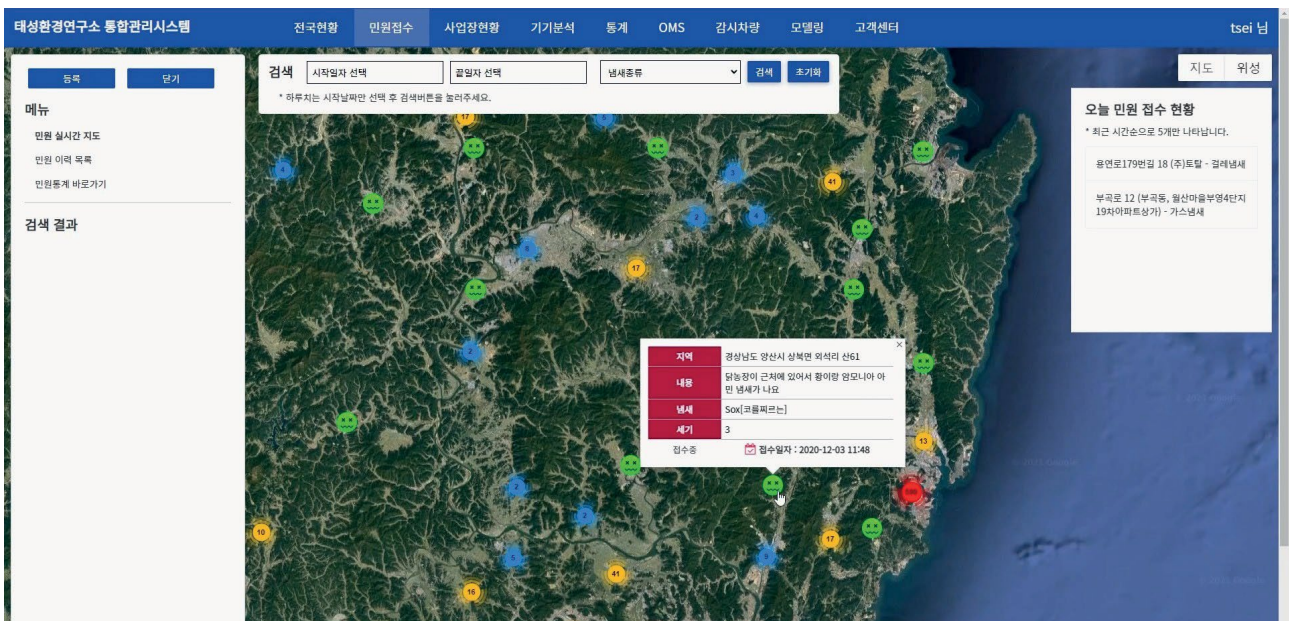 태성환경연구소 통합관리시스템
전국현황 민원접수 사업장현황 기기분석 통계 OMS 감시차량 모델링 고객센터
tsei 님
등록 닫기
메뉴
민원 실시간 지도
민원 이력 목록
민원통계 바로가기
검색 결과
검색 시작일자 선택 끝일자 선택 냄새종류 검색 초기화
* 하루치는 시작날짜만 선택 후 검색버튼을 눌러주세요.
지도 위성
오늘 민원 접수 현황
* 최근 시간순으로 5개만 나타납니다.
용연로179번길 18 (주)토탈 - 걸레냄새
부곡로 12 (부곡동, 월산마을부영4단지
19차아파트상가) - 가스냄새
17
4
3
41
2
4
17
2
지역 경상남도 양산시 상북면 외석리 산61
내용 닭농장이 근처에 있어서 황이랑 암모니아 아
민 냄새가 나요
냄새 Sox[코를찌르는]
세기 3
접수중 접수일자 : 2020-12-03 11:48
13
2
2
10
17
41
16